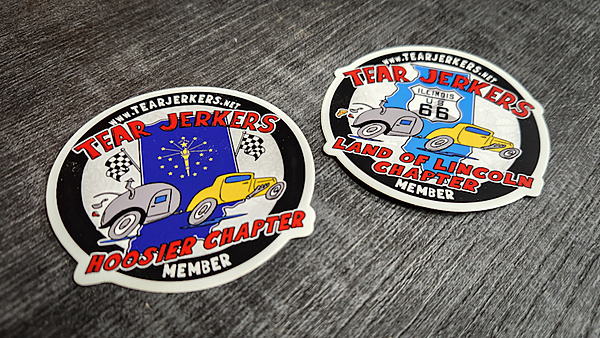 WWW.TEARJERKERS.NET
TEAR JERKERS
HOOSIER CHAPTER
MEMBER
WWW.TEARJERKERS.NET
TEAR JERKERS
ILLINOIS
US
66
LAND OF LINCOLN
CHAPTER
MEMBER